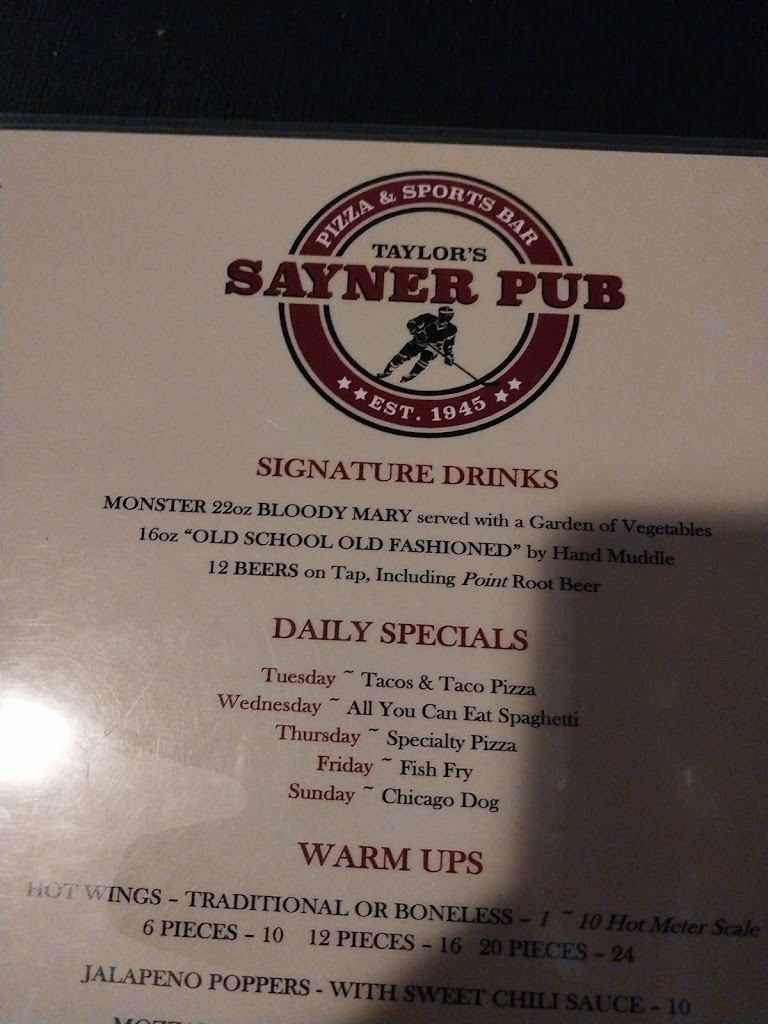 PIZZA & SPORTS BAR
TAYLOR'S
SAYNER PUB
EST. 1945
SIGNATURE DRINKS
MONSTER 22oz BLOODY MARY served with a Garden of Vegetables
16oz “OLD SCHOOL OLD FASHIONED” by Hand Muddle
12 BEERS on Tap, Including Point Root Beer
DAILY SPECIALS
Tuesday ~ Tacos & Taco Pizza
Wednesday ~ All You Can Eat Spaghetti
Thursday ~ Specialty Pizza
Friday ~ Fish Fry
Sunday ~ Chicago Dog
WARM UPS
HOT WINGS – TRADITIONAL OR BONELESS – 1 ~ 10 Hot Meter Scale
6 PIECES – 10 12 PIECES – 16 20 PIECES – 24
JALAPENO POPPERS - WITH SWEET CHILI SAUCE – 10